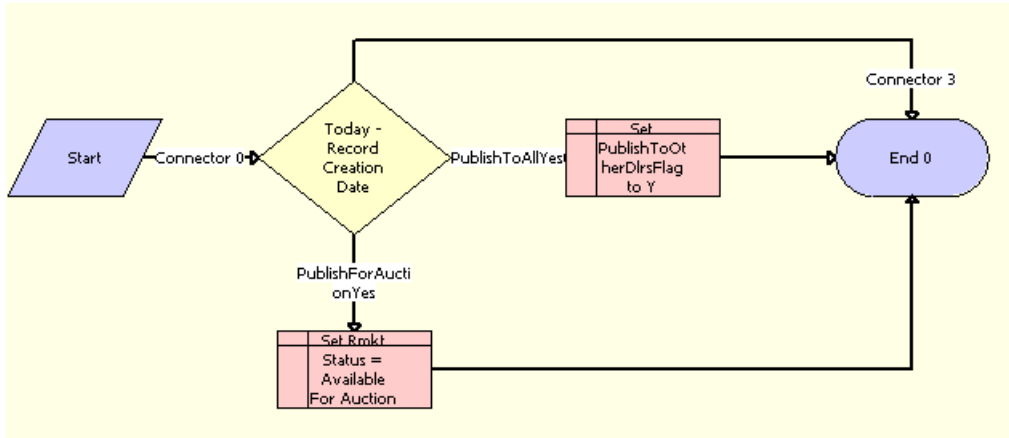 Connector 3
Start
Connector 0
Today -
Record
Creation
Date
PublishToAllYes
Set
PublishToOt
herDlrsFlag
to Y
End 0
PublishForAucti
onYes
Set Rmkt
Status =
Available
For Auction